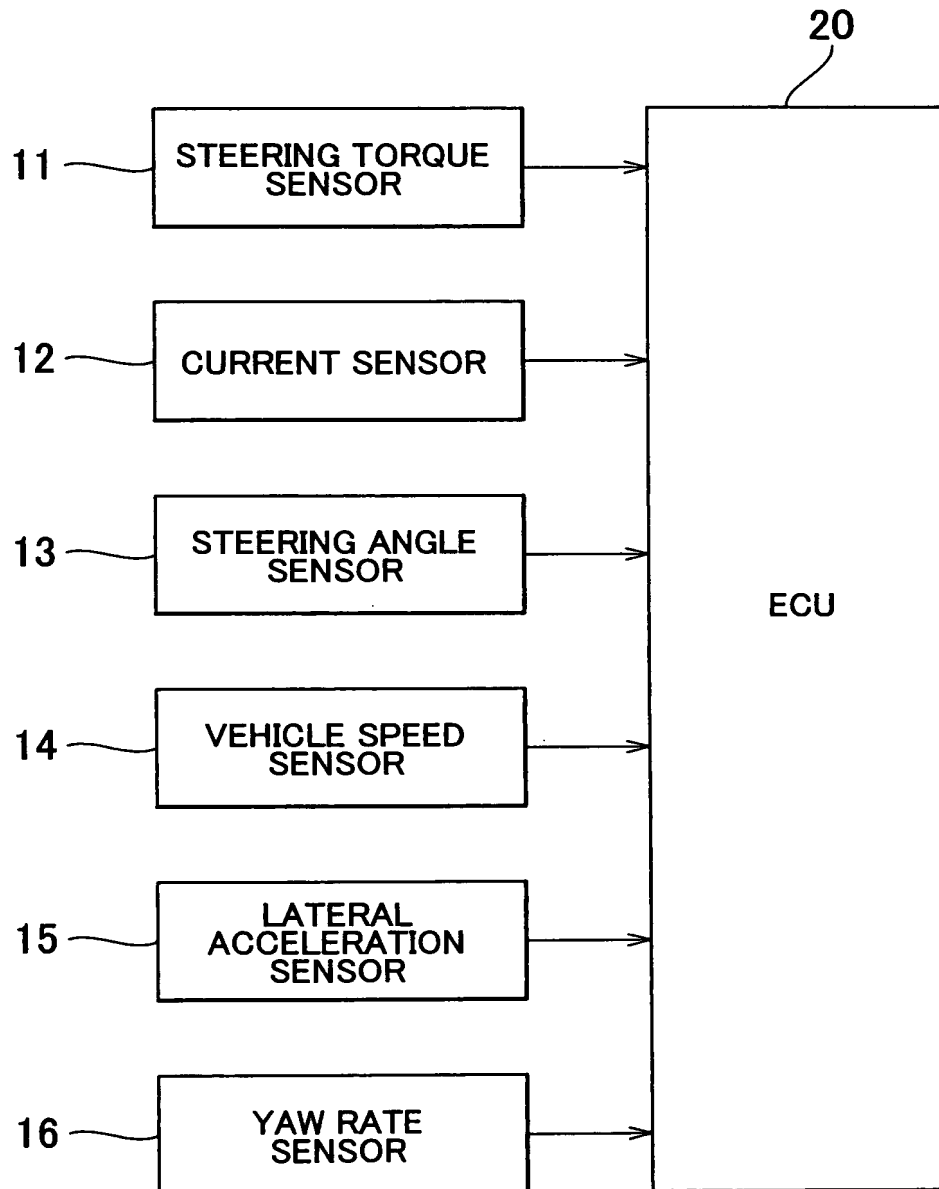 20
11
STEERING TORQUE
SENSOR
12
CURRENT SENSOR
13
STEERING ANGLE
SENSOR
ECU
14
VEHICLE SPEED
SENSOR
15
LATERAL
ACCELERATION
SENSOR
16
YAW RATE
SENSOR